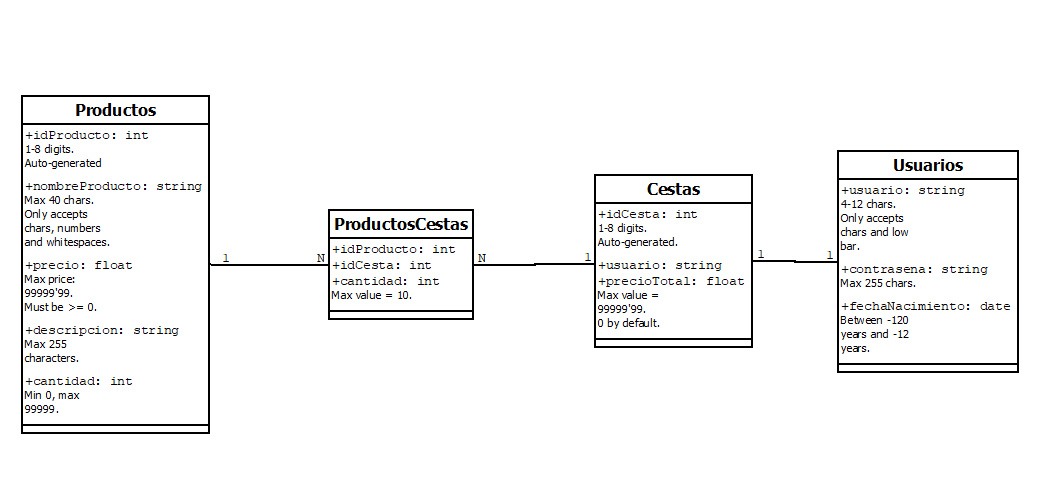 Productos
+idProducto: int
1-8 digits.
Auto-generated
+nombreProducto: string
Max 40 chars.
Only accepts
chars, numbers
and whitespaces.
+precio: float
Max price:
99999'99.
Must be >= 0.
+descripcion: string
Max 255
characters.
+cantidad: int
Min 0, max
99999.
1
N
ProductosCestas
+idProducto: int
+idCesta: int
+cantidad: int
Max value = 10.
N
1
Cestas
+idCesta: int
1-8 digits.
Auto-generated.
+usuario: string
+precioTotal: float
Max value =
99999'99.
0 by default.
1
1
Usuarios
+usuario: string
4-12 chars.
Only accepts
chars and low
bar.
+contrasena: string
Max 255 chars.
+fechaNacimiento: date
Between -120
years and -12
years.